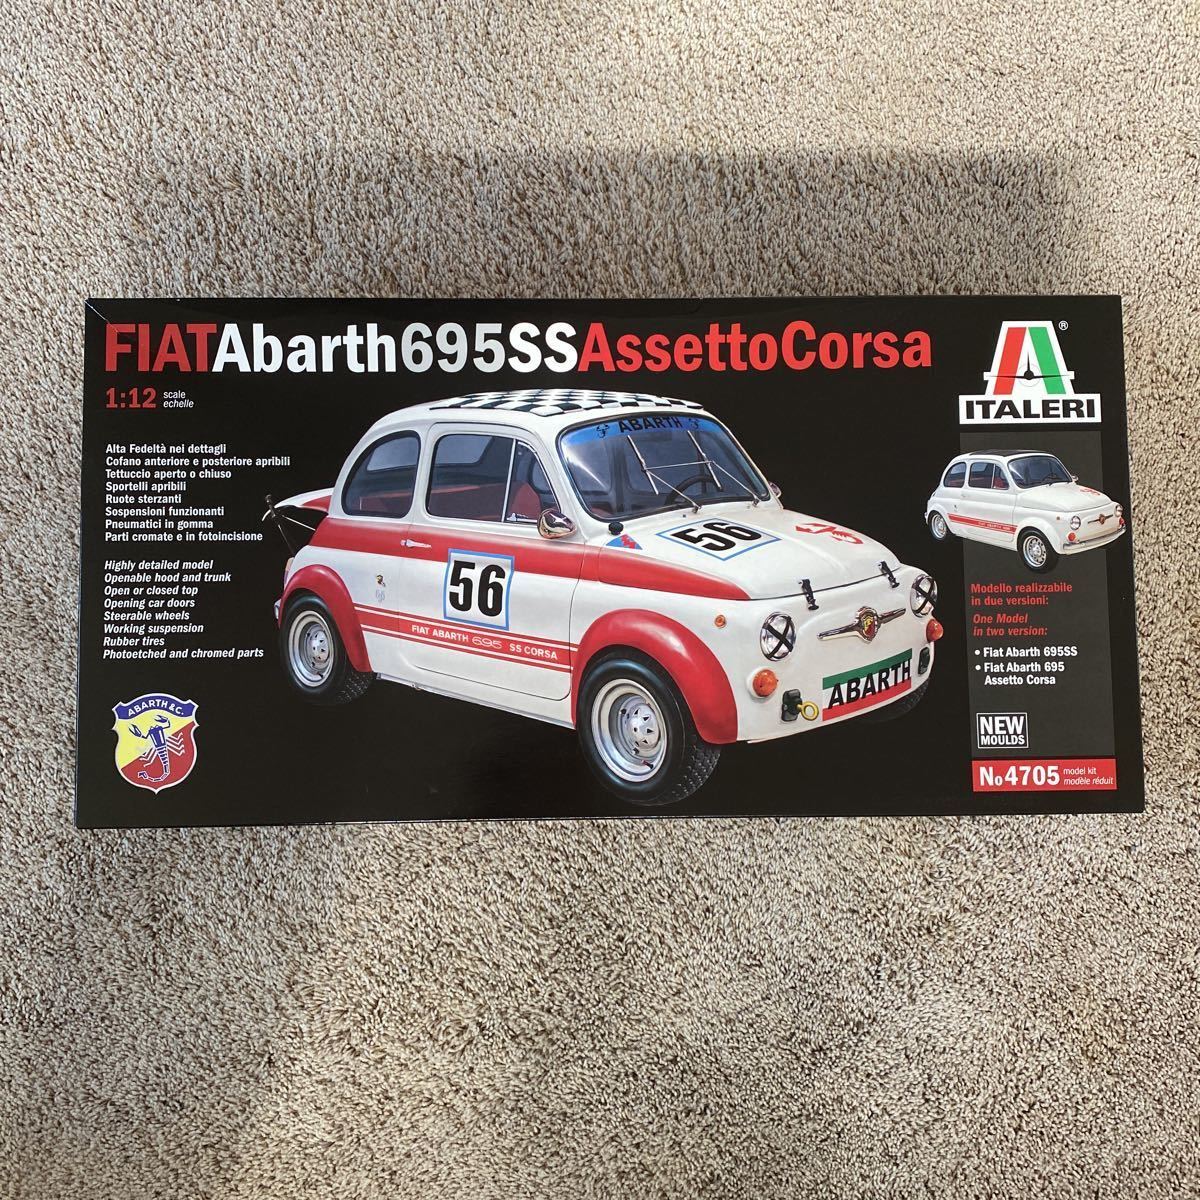 FIATAbarth695SSAssettoCorsa
1:12 scale
echelle
Alta Fedeltà nei dettagli
Cofano anteriore e posteriore apribili
Tettuccio aperto o chiuso
Sportelli apribili
Ruote sterzanti
Sospensioni funzionanti
Pneumatici in gomma
Parti cromate e in fotoincisione
Highly detailed model
Openable hood and trunk
Open or closed top
Opening car doors
Steerable wheels
Working suspension
Rubber tires
Photoetched and chromed parts
ABARTH & C.
ABARTH
56
56
FIAT ABARTH 695 SS CORSA
ABARTH
®
ITALERI
Modello realizzabile
in due versioni:
One Model
in two version:
• Fiat Abarth 695SS
• Fiat Abarth 695
Assetto Corsa
NEW
MOULDS
No4705 model kit
modèle réduit